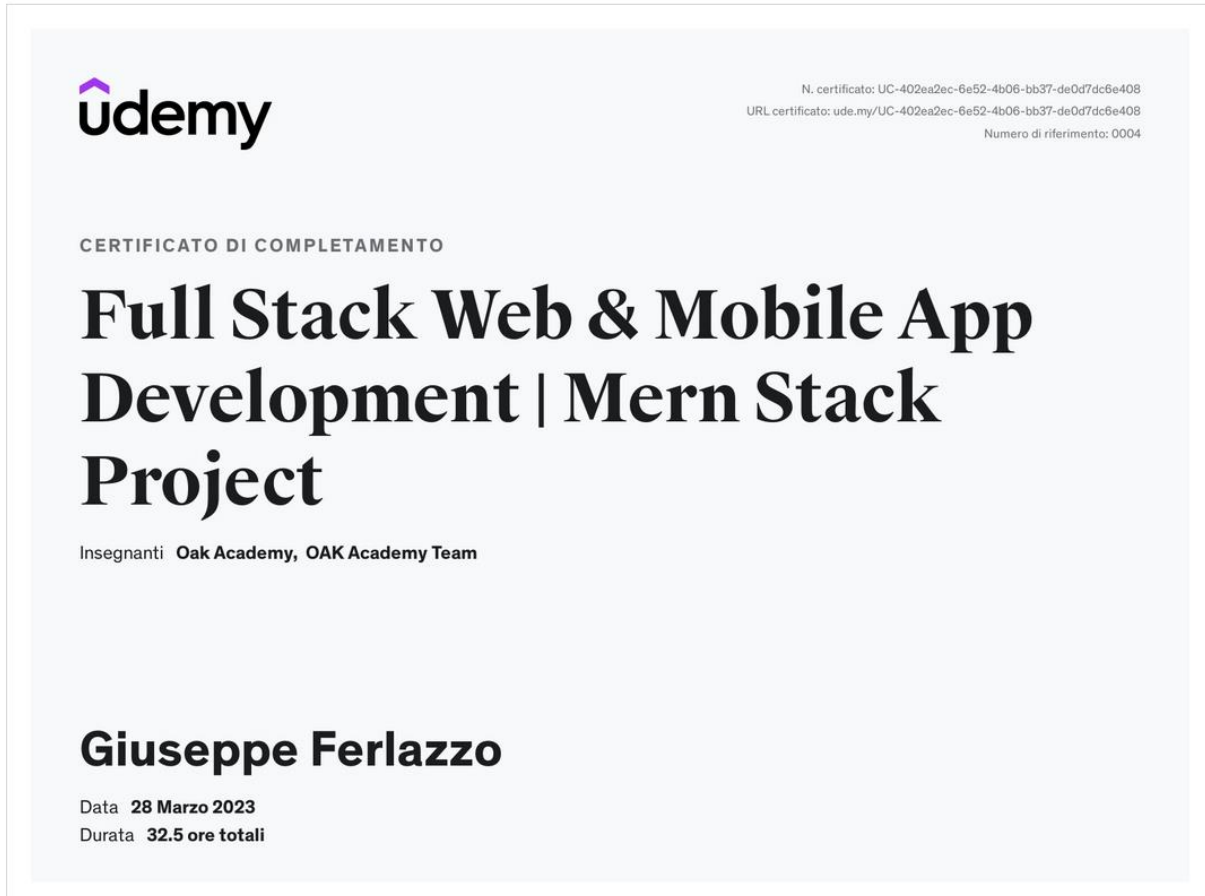 udemy
N. certificato: UC-402ea2ec-6e52-4b06-bb37-de0d7dc6e408
URL certificato: ude.my/UC-402ea2ec-6e52-4b06-bb37-de0d7dc6e408
Numero di riferimento: 0004
CERTIFICATO DI COMPLETAMENTO
Full Stack Web & Mobile App
Development | Mern Stack
Project
Insegnanti Oak Academy, OAK Academy Team
Giuseppe Ferlazzo
Data 28 Marzo 2023
Durata 32.5 ore totali